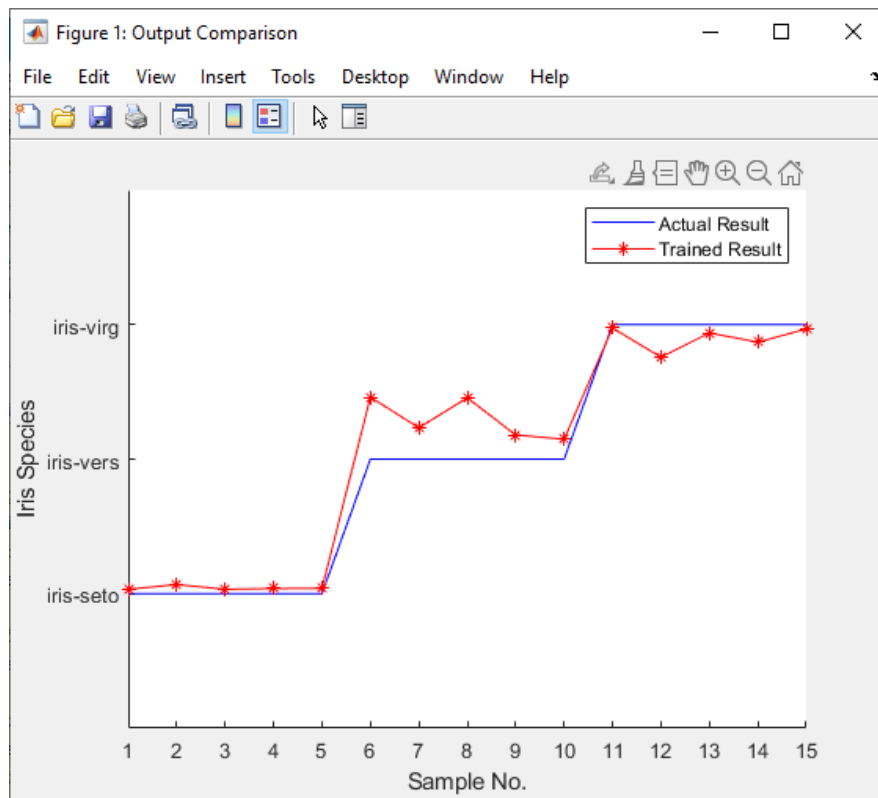 Figure 1: Output Comparison
File Edit View Insert Tools Desktop Window Help
Actual Result
Trained Result
iris-virg
iris-vers
iris-seto
Iris Species
1 2 3 4 5 6 7 8 9 10 11 12 13 14 15
Sample No.